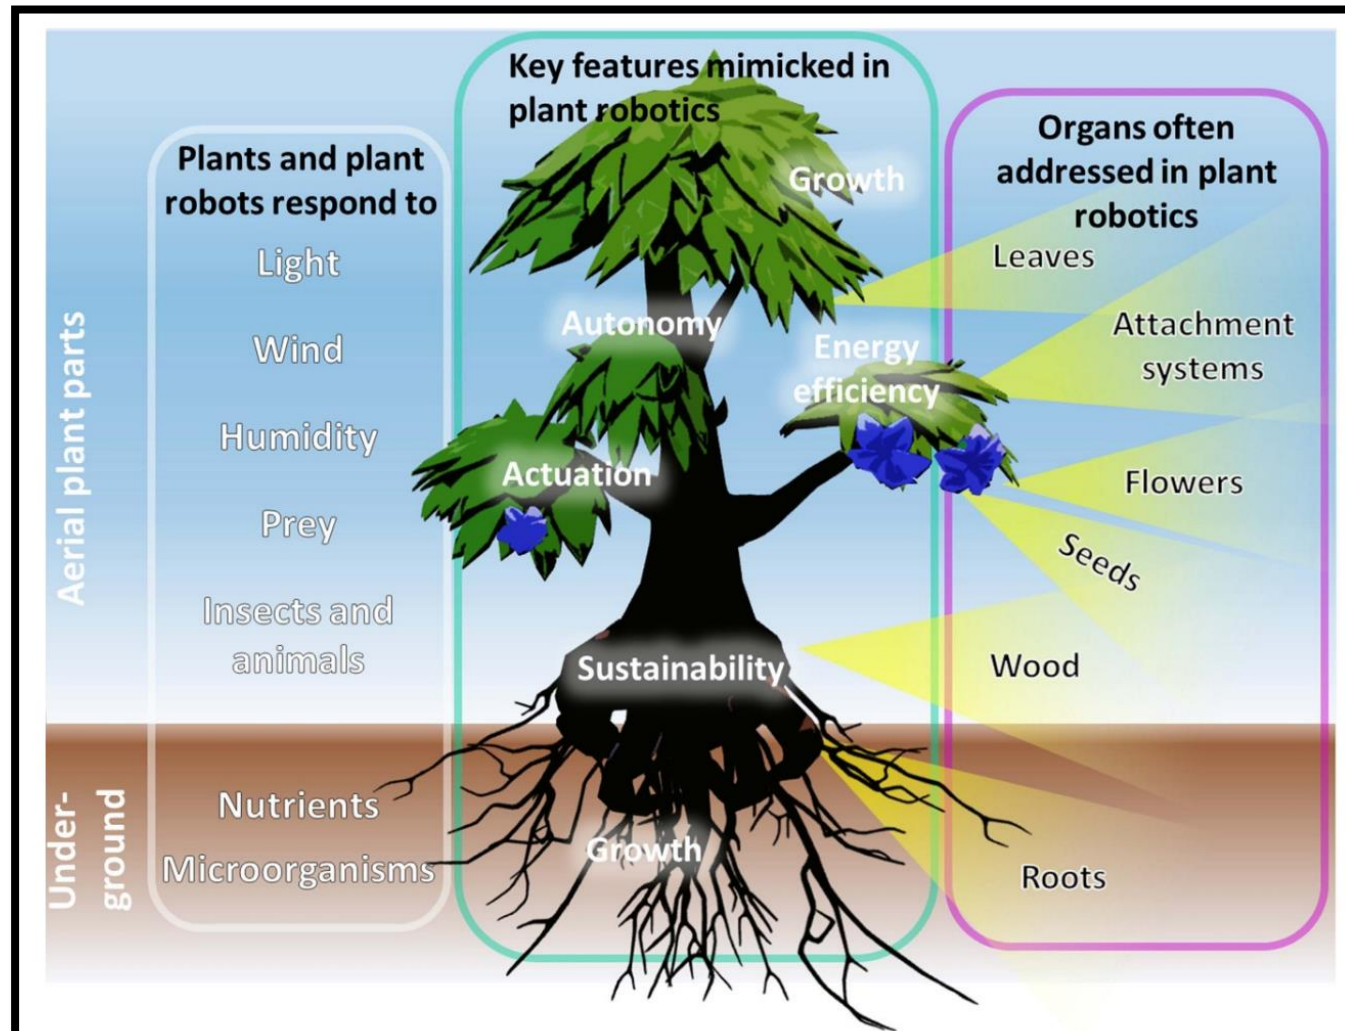 Key features mimicked in
plant robotics
Plants and plant
robots respond to
Light
Wind
Humidity
Prey
Insects and
animals
Nutrients
Microorganisms
Growth
Autonomy
Energy
efficiency
Actuation
Sustainability
Growth
Organs often
addressed in plant
robotics
Leaves
Attachment
systems
Flowers
Seeds
Wood
Roots
Aerial plant parts
Under-
ground